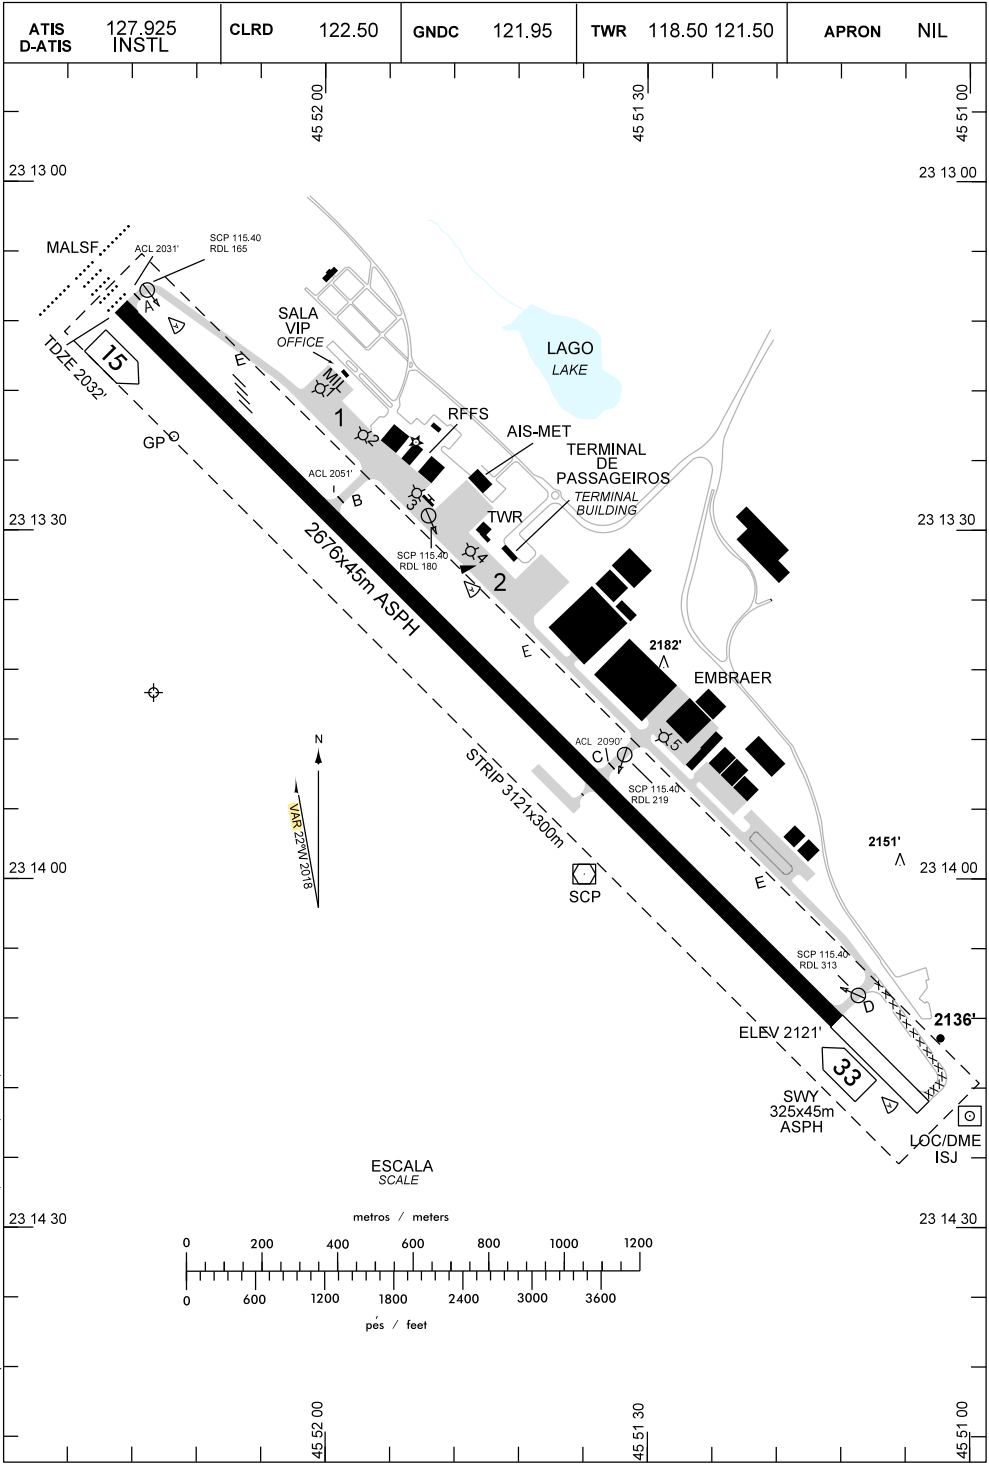 ATIS 127.925
D-ATIS INSTL
CLRD 122.50
GNDC 121.95
TWR 118.50 121.50
APRON NIL
45 52 00
45 51 30
45 51 00
23 13 00
23 13 00
MALSF
ACL 2031'
SCP 115.40
RDL 165
A
TDZE 2032'
15
E
GP
SALA
VIP
OFFICE
MIL
1
1
2
LAGO
LAKE
RFFS
AIS-MET
TERMINAL
DE
PASSAGEIROS
TERMINAL
BUILDING
ACL 2051'
B
3
H
TWR
SCP 115.40
RDL 180
4
2
23 13 30
23 13 30
2676x45m ASPH
E
2182'
EMBRAER
5
ACL 2090'
C
SCP 115.40
RDL 219
STRIP 3121x300m
N
VAR 22ºW 2018
23 14 00
23 14 00
2151'
SCP
E
SCP 115.40
RDL 313
D
2136'
ELEV 2121'
33
SWY
325x45m
ASPH
LOC/DME
ISJ
ESCALA
SCALE
23 14 30
23 14 30
metros / meters
0 200 400 600 800 1000 1200
0 600 1200 1800 2400 3000 3600
pés / feet
45 52 00
45 51 30
45 51 00